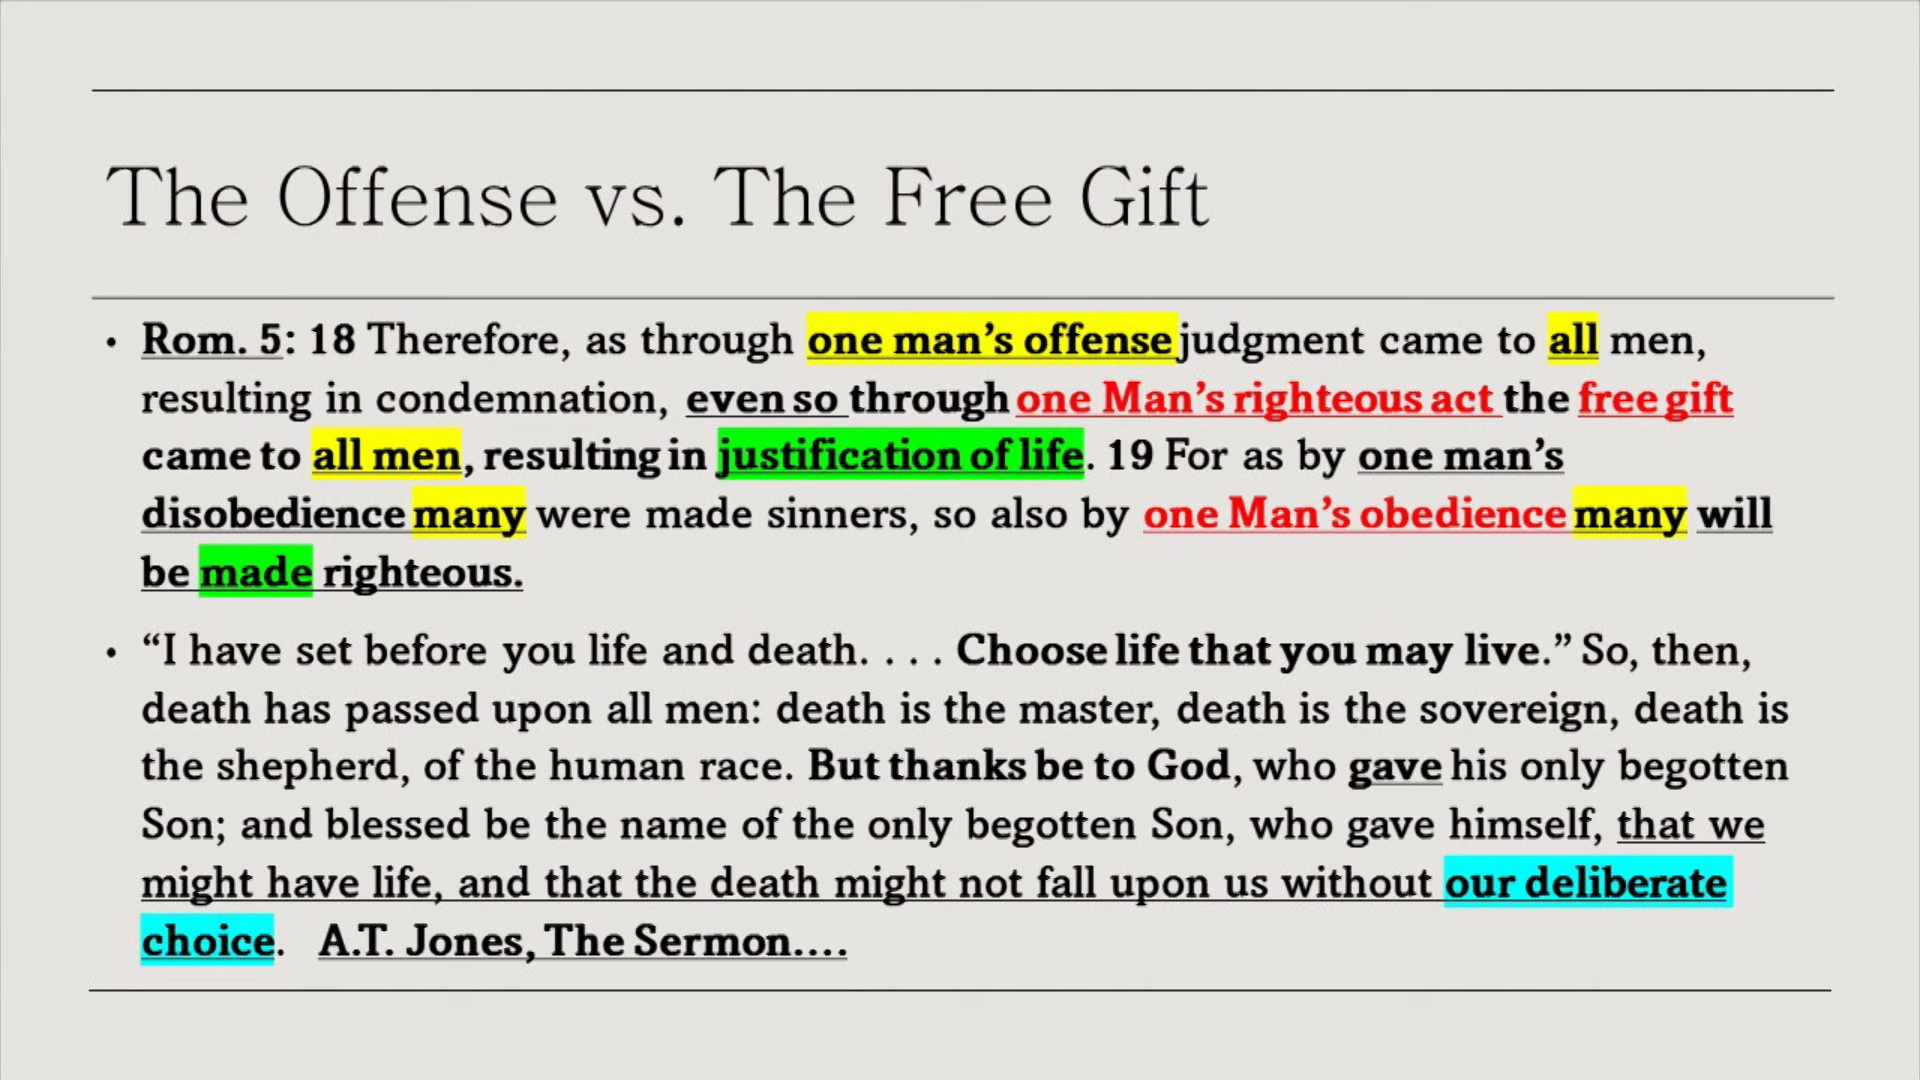 The Offense vs. The Free Gift
• Rom. 5: 18 Therefore, as through one man’s offense judgment came to all men,
resulting in condemnation, even so through one Man’s righteous act the free gift
came to all men, resulting in justification of life. 19 For as by one man’s
disobedience many were made sinners, so also by one Man’s obedience many will
be made righteous.
• “I have set before you life and death. . . . Choose life that you may live.” So, then,
death has passed upon all men: death is the master, death is the sovereign, death is
the shepherd, of the human race. But thanks be to God, who gave his only begotten
Son; and blessed be the name of the only begotten Son, who gave himself, that we
might have life, and that the death might not fall upon us without our deliberate
choice. A.T. Jones, The Sermon....